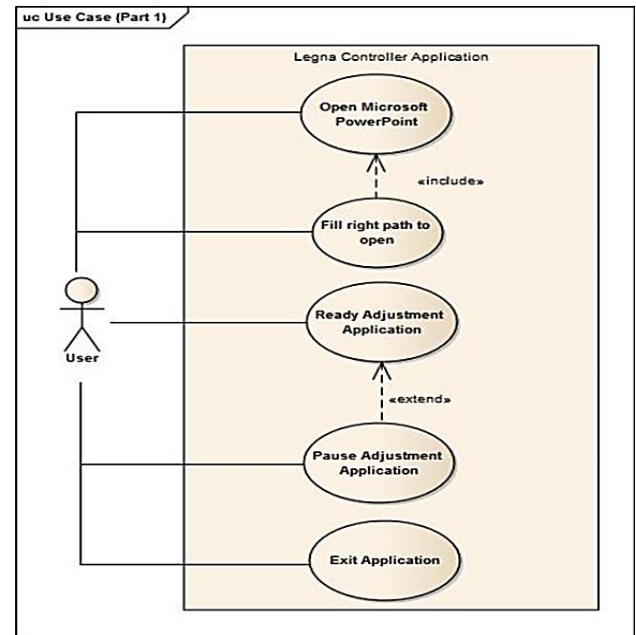 uc Use Case (Part 1)
Legna Controller Application
Open Microsoft
PowerPoint
«include»
Fill right path to
open
Ready Adjustment
Application
User
«extend»
Pause Adjustment
Application
Exit Application